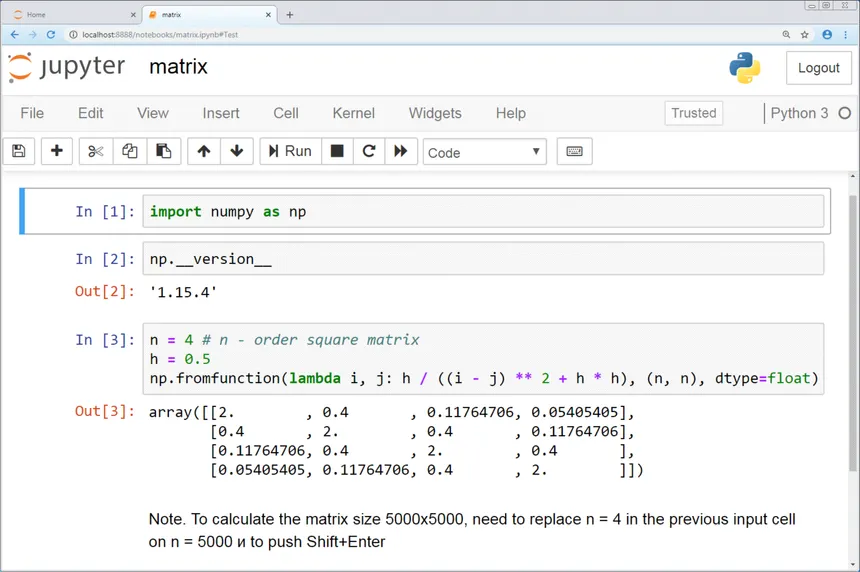 Home
matrix
localhost:8888/notebooks/matrix.ipynb#Test
jupyter matrix
Logout
File Edit View Insert Cell Kernel Widgets Help Trusted Python 3
Run Code
In [1]: import numpy as np
In [2]: np.__version__
Out[2]: '1.15.4'
In [3]: n = 4 # n - order square matrix
h = 0.5
np.fromfunction(lambda i, j: h / ((i - j) ** 2 + h * h), (n, n), dtype=float)
Out[3]: array([[2. , 0.4 , 0.11764706, 0.05405405],
[0.4 , 2. , 0.4 , 0.11764706],
[0.11764706, 0.4 , 2. , 0.4 ],
[0.05405405, 0.11764706, 0.4 , 2. ]])
Note. To calculate the matrix size 5000x5000, need to replace n = 4 in the previous input cell
on n = 5000 и to push Shift+Enter